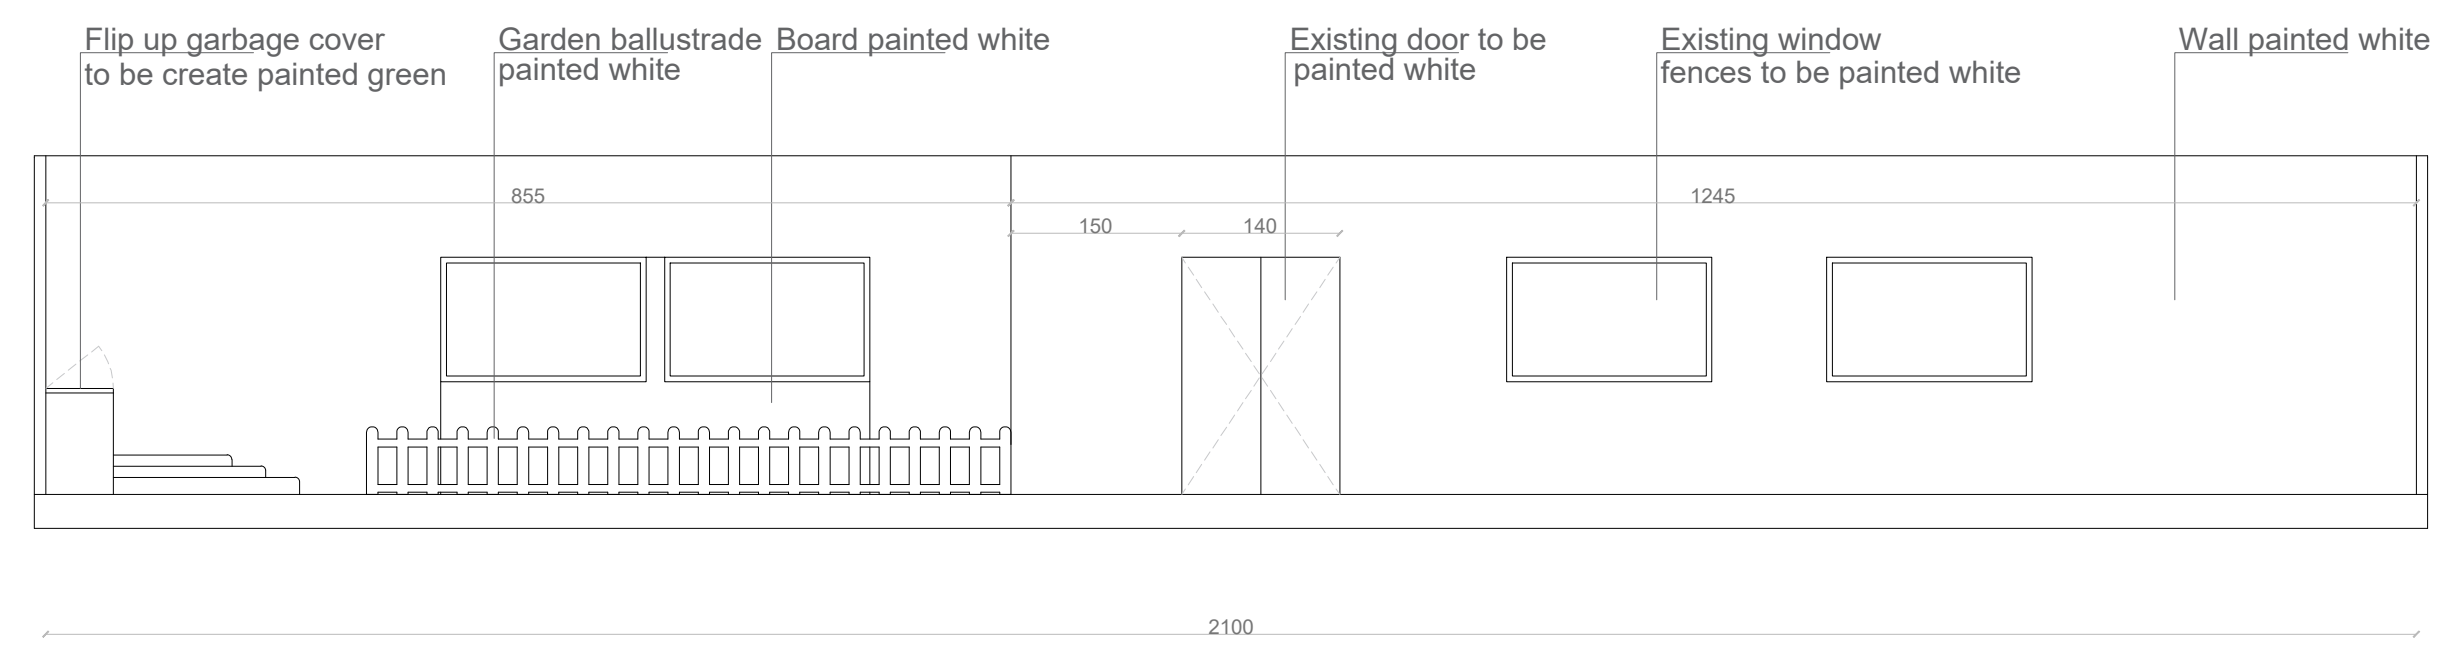 Flip up garbage cover
to be create painted green
Garden ballustrade
painted white
Board painted white
Existing door to be
painted white
Existing window
fences to be painted white
Wall painted white
855
1245
150
140
2100